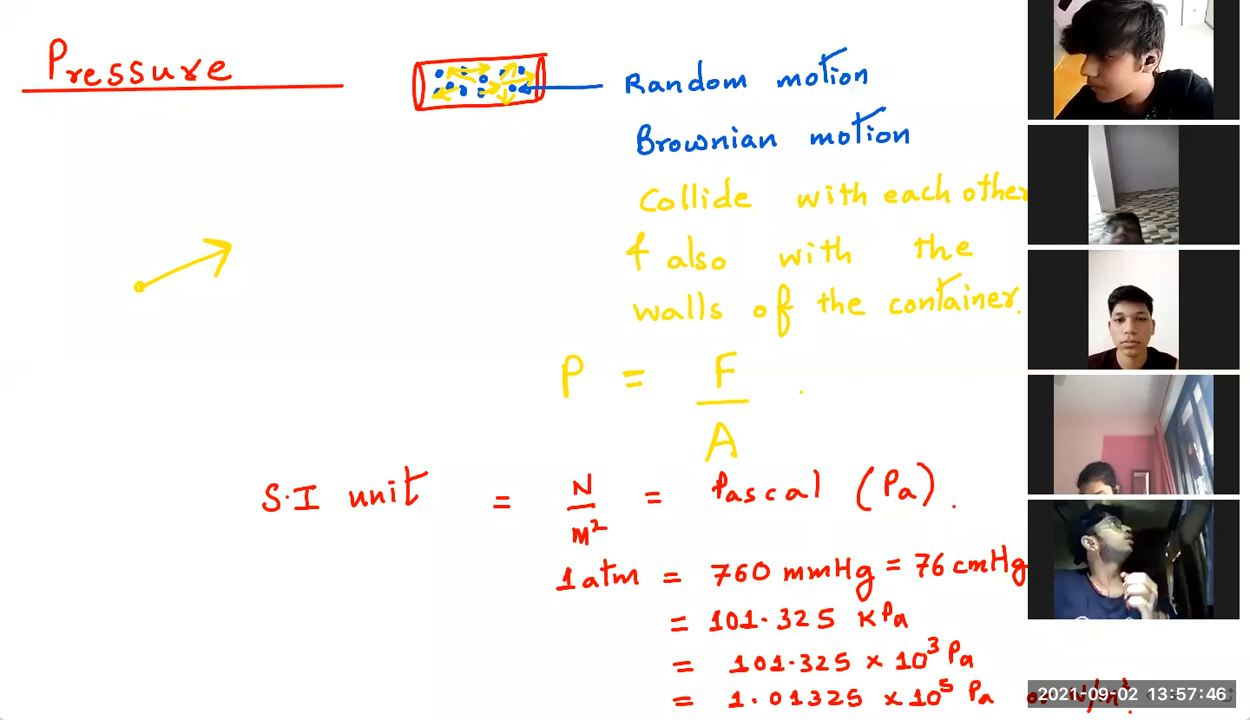 Pressure
Random motion
Brownian motion
Collide with each other
& also with the
walls of the container.
P = F/A
S.I unit = N/m² = Pascal (Pa).
1 atm = 760 mmHg = 76 cmHg
= 101.325 KPa
= 101.325 × 10³ Pa
= 1.01325 × 10⁵ Pa or N/m².
2021-09-02 13:57:46